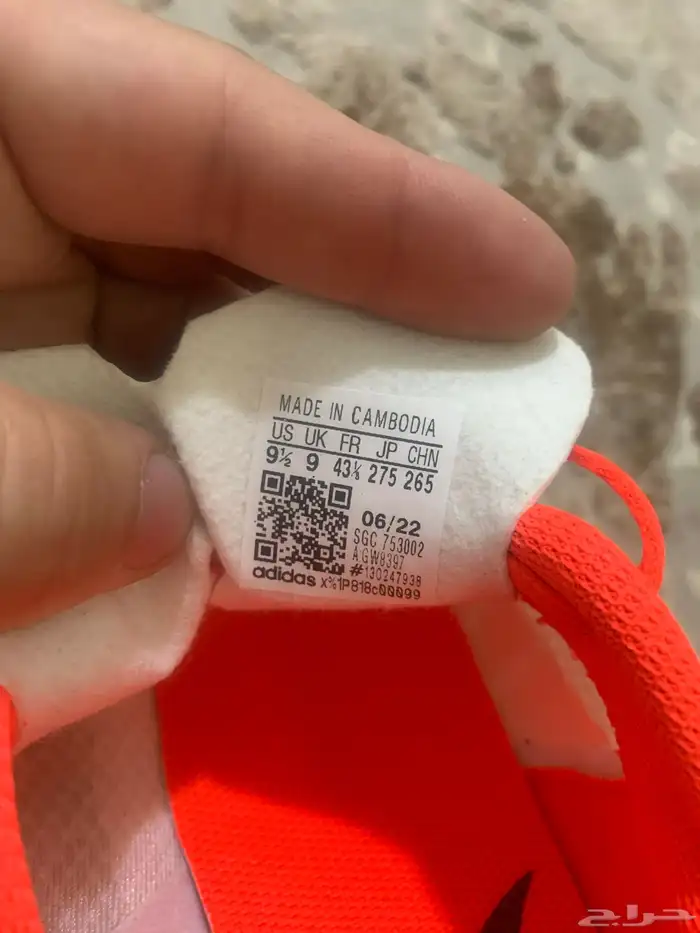 MADE IN CAMBODIA
US UK FR JP CHN
9½ 9 43⅓ 275 265
06/22
SGC 753002
AGW8397
#130247938
adidas X%1P818c00099
حراج